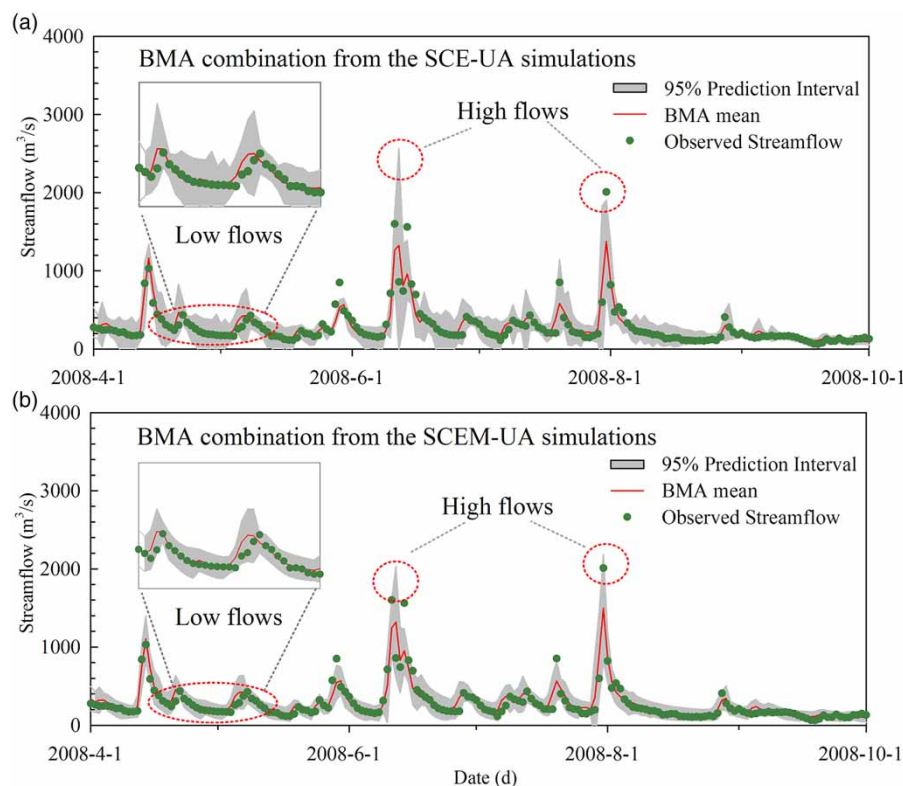 (a)
4000
BMA combination from the SCE-UA simulations
95% Prediction Interval
BMA mean
Observed Streamflow
High flows
Low flows
3000
2000
1000
0
Streamflow (m³/s)
2008-4-1
2008-6-1
2008-8-1
2008-10-1
(b)
4000
BMA combination from the SCEM-UA simulations
95% Prediction Interval
BMA mean
Observed Streamflow
High flows
Low flows
3000
2000
1000
0
Streamflow (m³/s)
2008-4-1
2008-6-1
2008-8-1
2008-10-1
Date (d)